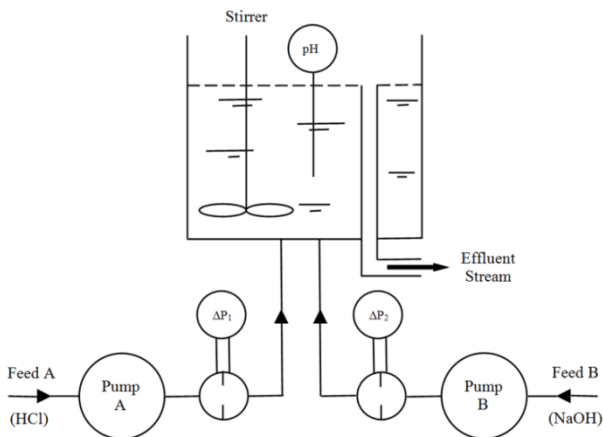 Stirrer
pH
Effluent
Stream
ΔP₁
ΔP₂
Feed A
(HCl)
Pump
A
Pump
B
Feed B
(NaOH)